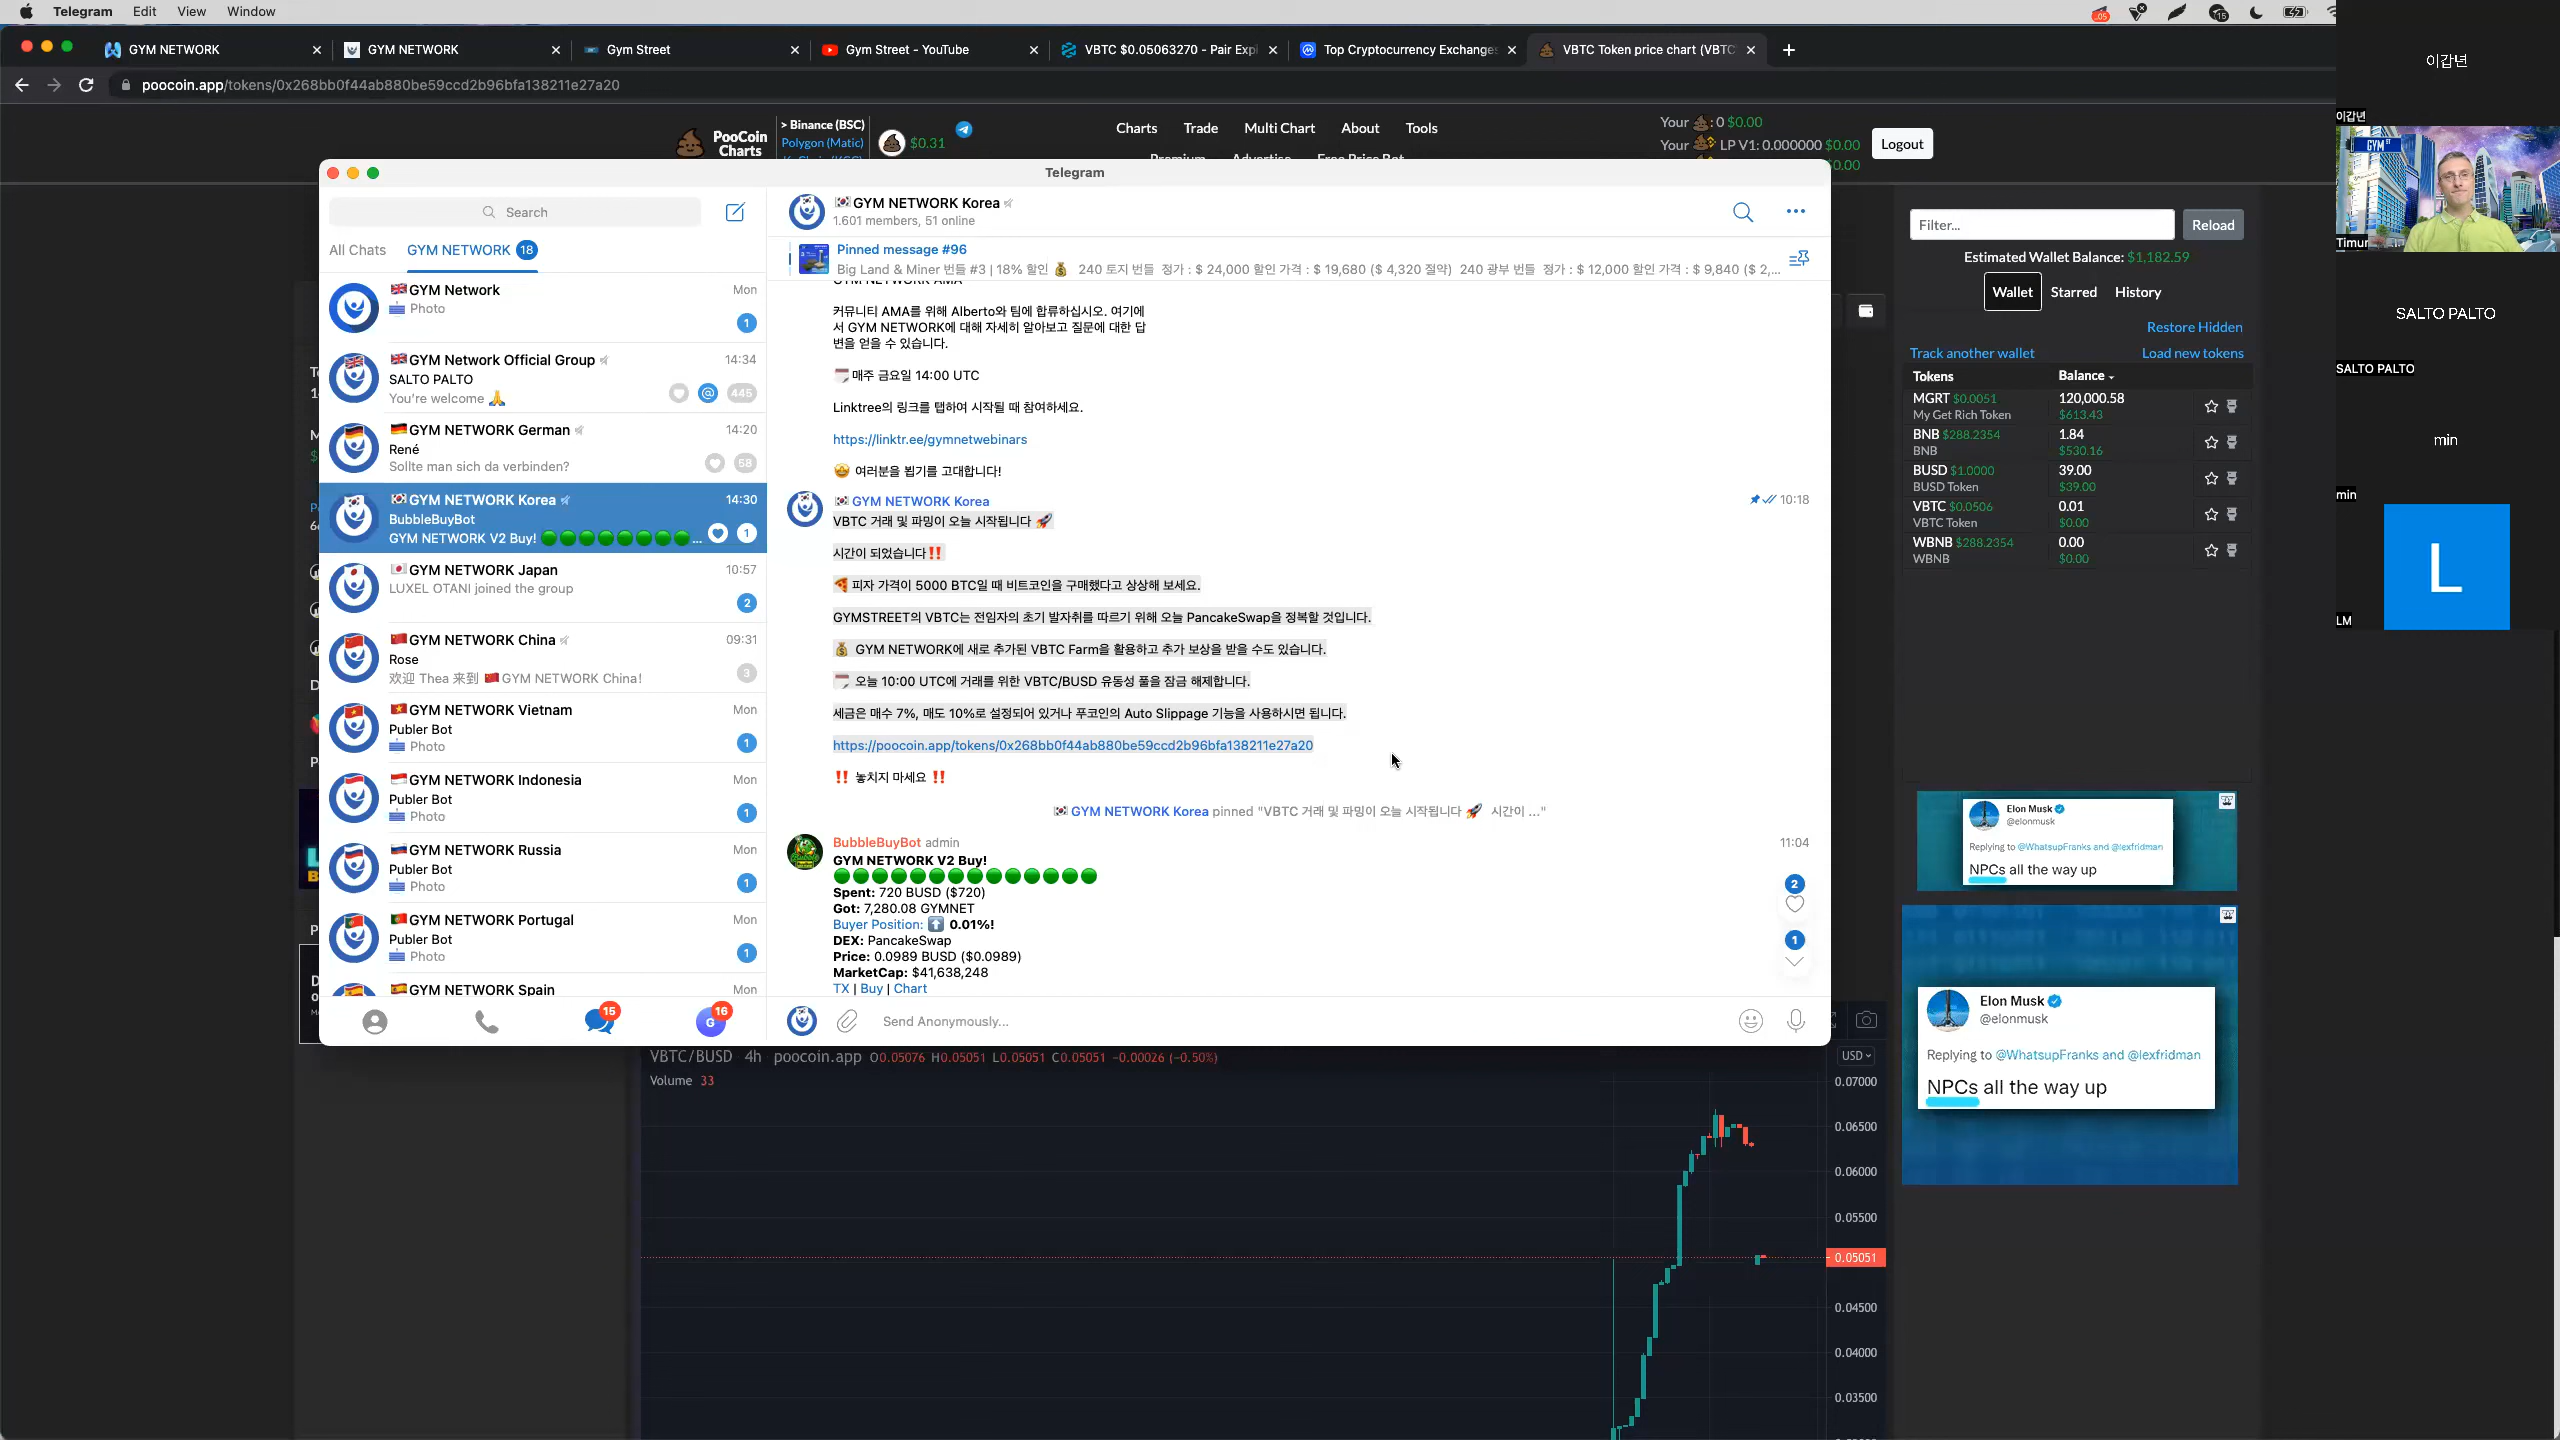 Telegram Edit View Window
GYM NETWORK
GYM NETWORK
Gym Street
Gym Street - YouTube
VBTC $0.05063270 - Pair Expl
Top Cryptocurrency Exchanges
VBTC Token price chart (VBTC
poocoin.app/tokens/0x268bb0f44ab880be59ccd2b96bfa138211e27a20
PooCoin
Charts
> Binance (BSC)
Polygon (Matic)
$0.31
Charts Trade Multi Chart About Tools
Premium Advertise Free Price Bot
Your : 0 $0.00
Your LP V1: 0.000000 $0.00
$0.00
Logout
Telegram
Search
All Chats
GYM NETWORK 18
GYM Network Mon
Photo 1
GYM Network Official Group 14:34
SALTO PALTO
You're welcome 🙏 @ 445
GYM NETWORK German 14:20
René
Sollte man sich da verbinden? 58
GYM NETWORK Korea 14:30
BubbleBuyBot
GYM NETWORK V2 Buy! ... 1
GYM NETWORK Japan 10:57
LUXEL OTANI joined the group
2
GYM NETWORK China 09:31
Rose
欢迎 Thea 来到 🇨🇳GYM NETWORK China! 3
GYM NETWORK Vietnam Mon
Publer Bot
Photo 1
GYM NETWORK Indonesia Mon
Publer Bot
Photo 1
GYM NETWORK Russia Mon
Publer Bot
Photo 1
GYM NETWORK Portugal Mon
Publer Bot
Photo 1
GYM NETWORK Spain Mon
15
16
G
GYM NETWORK Korea
1.601 members, 51 online
Pinned message #96
Big Land & Miner 번들 #3 | 18% 할인 💰 240 토지 번들 정가 : $ 24,000 할인 가격 : $ 19,680 ($ 4,320 절약) 240 광부 번들 정가 : $ 12,000 할인 가격 : $ 9,840 ($ 2,...
GYM NETWORK AMA
커뮤니티 AMA를 위해 Alberto와 팀에 합류하십시오. 여기에
서 GYM NETWORK에 대해 자세히 알아보고 질문에 대한 답
변을 얻을 수 있습니다.
매주 금요일 14:00 UTC
Linktree의 링크를 탭하여 시작될 때 참여하세요.
https://linktr.ee/gymnetwebinars
🤩 여러분을 뵙기를 고대합니다!
GYM NETWORK Korea 10:18
VBTC 거래 및 파밍이 오늘 시작됩니다 🚀
시간이 되었습니다‼️
🍕 피자 가격이 5000 BTC일 때 비트코인을 구매했다고 상상해 보세요.
GYMSTREET의 VBTC는 전임자의 초기 발자취를 따르기 위해 오늘 PancakeSwap을 정복할 것입니다.
💰 GYM NETWORK에 새로 추가된 VBTC Farm을 활용하고 추가 보상을 받을 수도 있습니다.
오늘 10:00 UTC에 거래를 위한 VBTC/BUSD 유동성 풀을 잠금 해제합니다.
세금은 매수 7%, 매도 10%로 설정되어 있거나 푸코인의 Auto Slippage 기능을 사용하시면 됩니다.
https://poocoin.app/tokens/0x268bb0f44ab880be59ccd2b96bfa138211e27a20
‼️ 놓치지 마세요 ‼️
GYM NETWORK Korea pinned "VBTC 거래 및 파밍이 오늘 시작됩니다 🚀 시간이 ..."
BubbleBuyBot admin 11:04
GYM NETWORK V2 Buy!
Spent: 720 BUSD ($720)
Got: 7,280.08 GYMNET
Buyer Position: ⬆️ 0.01%!
DEX: PancakeSwap
Price: 0.0989 BUSD ($0.0989)
MarketCap: $41,638,248
TX | Buy | Chart
2
1
Send Anonymously...
VBTC/BUSD 4h poocoin.app O0.05076 H0.05051 L0.05051 C0.05051 −0.00026 (−0.50%)
Volume 33
USD
0.07000
0.06500
0.06000
0.05500
0.05051
0.04500
0.04000
0.03500
Filter...
Reload
Estimated Wallet Balance: $1,182.59
Wallet Starred History
Restore Hidden
Track another wallet Load new tokens
Tokens Balance
MGRT $0.0051 120,000.58
My Get Rich Token $613.43
BNB $288.2354 1.84
BNB $530.16
BUSD $1.0000 39.00
BUSD Token $39.00
VBTC $0.0506 0.01
VBTC Token $0.00
WBNB $288.2354 0.00
WBNB $0.00
Elon Musk
@elonmusk
Replying to @WhatsupFranks and @lexfridman
NPCs all the way up
Elon Musk
@elonmusk
Replying to @WhatsupFranks and @lexfridman
NPCs all the way up
이갑년
이갑년
GYM ST
Timur
SALTO PALTO
SALTO PALTO
min
min
L
LM